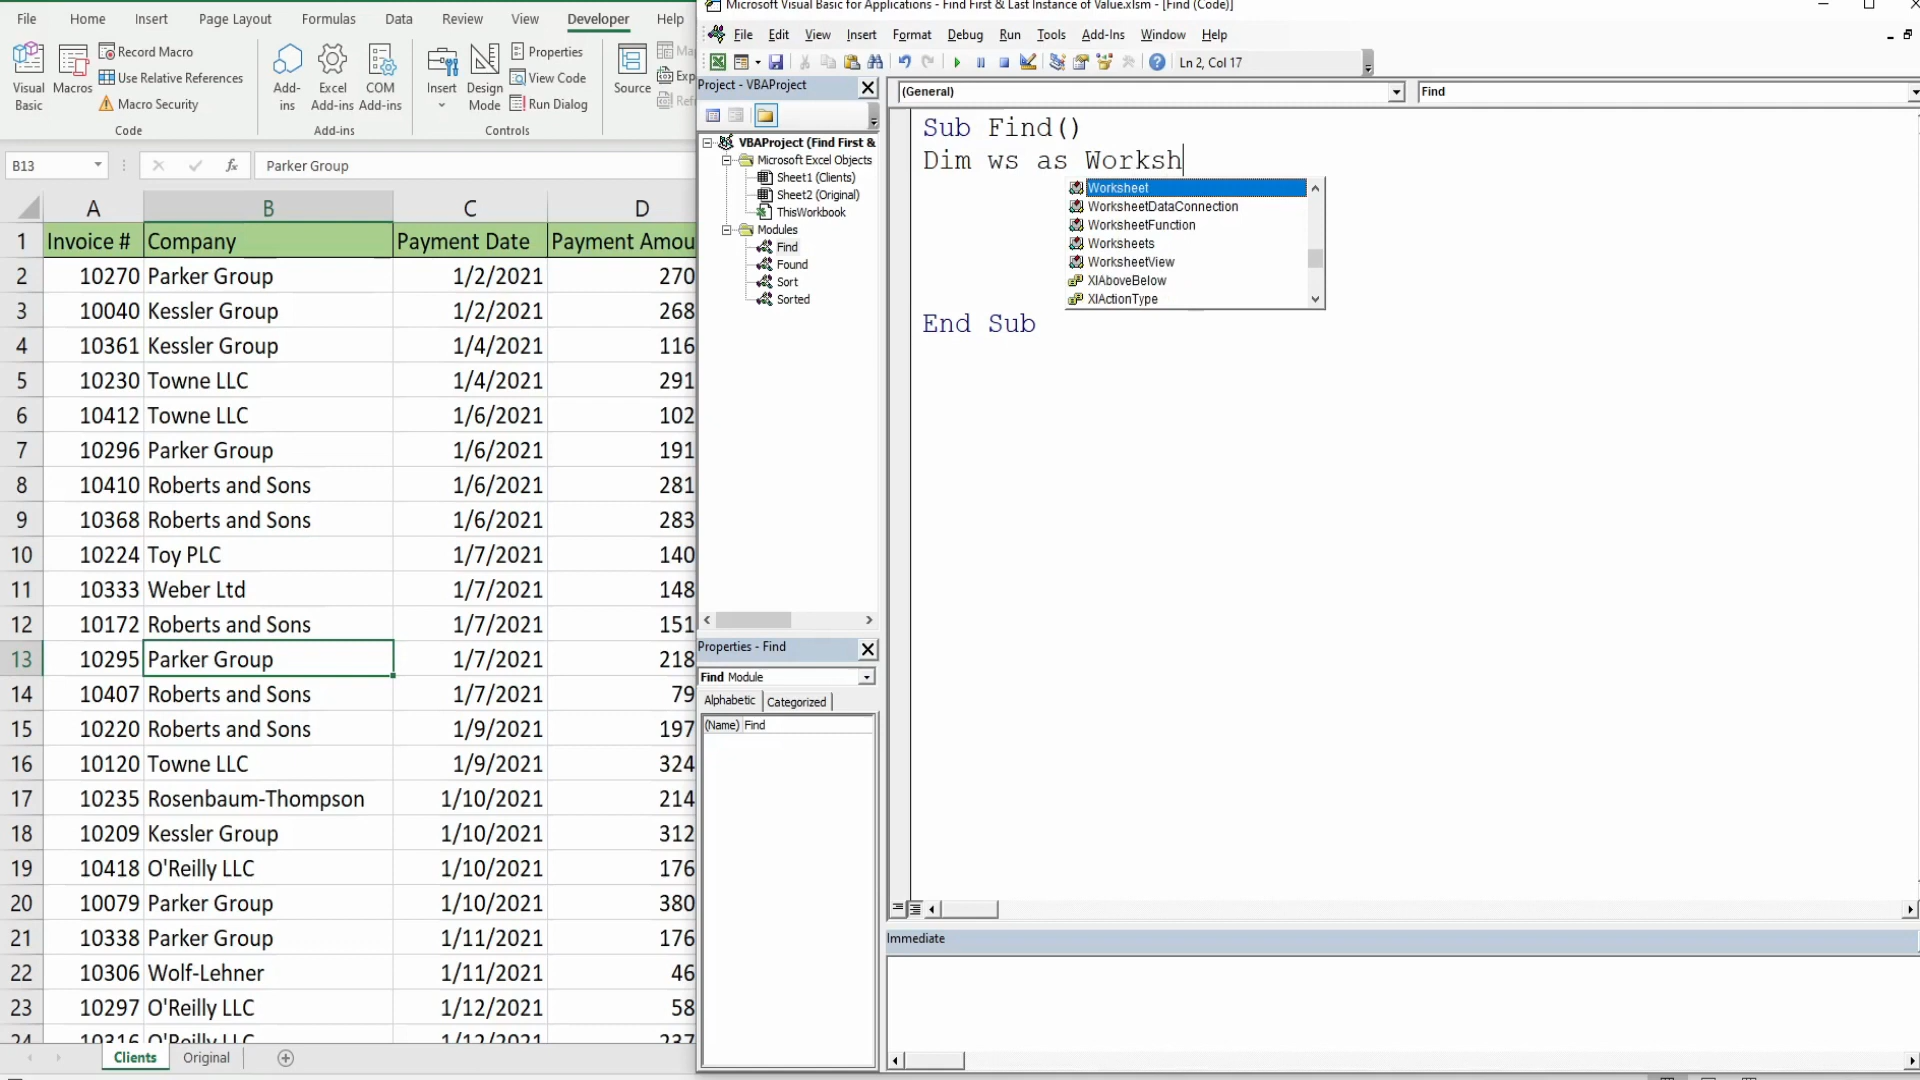 File Home Insert Page Layout Formulas Data Review View Developer Help
Visual Basic
Macros
Record Macro
Use Relative References
Macro Security
Code
Add-ins
Excel Add-ins
COM Add-ins
Add-ins
Insert
Design Mode
Properties
View Code
Run Dialog
Controls
Source
B13
fx
Parker Group
A B C D
1 Invoice # Company Payment Date Payment Amou
2 10270 Parker Group 1/2/2021 270
3 10040 Kessler Group 1/2/2021 268
4 10361 Kessler Group 1/4/2021 116
5 10230 Towne LLC 1/4/2021 291
6 10412 Towne LLC 1/6/2021 102
7 10296 Parker Group 1/6/2021 191
8 10410 Roberts and Sons 1/6/2021 281
9 10368 Roberts and Sons 1/6/2021 283
10 10224 Toy PLC 1/7/2021 140
11 10333 Weber Ltd 1/7/2021 148
12 10172 Roberts and Sons 1/7/2021 151
13 10295 Parker Group 1/7/2021 218
14 10407 Roberts and Sons 1/7/2021 79
15 10220 Roberts and Sons 1/9/2021 197
16 10120 Towne LLC 1/9/2021 324
17 10235 Rosenbaum-Thompson 1/10/2021 214
18 10209 Kessler Group 1/10/2021 312
19 10418 O'Reilly LLC 1/10/2021 176
20 10079 Parker Group 1/10/2021 380
21 10338 Parker Group 1/11/2021 176
22 10306 Wolf-Lehner 1/11/2021 46
23 10297 O'Reilly LLC 1/12/2021 58
24 10316 O'Reilly LLC 1/12/2021 237
Clients Original
Microsoft Visual Basic for Applications - Find First & Last Instance of Value.xlsm - [Find (Code)]
File Edit View Insert Format Debug Run Tools Add-Ins Window Help
Ln 2, Col 17
Project - VBAProject
VBAProject (Find First &
Microsoft Excel Objects
Sheet1 (Clients)
Sheet2 (Original)
ThisWorkbook
Modules
Find
Found
Sort
Sorted
Properties - Find
Find Module
Alphabetic Categorized
(Name) Find
(General) Find
Sub Find()
Dim ws as Worksh
Worksheet
WorksheetDataConnection
WorksheetFunction
Worksheets
WorksheetView
XlAboveBelow
XlActionType
End Sub
Immediate